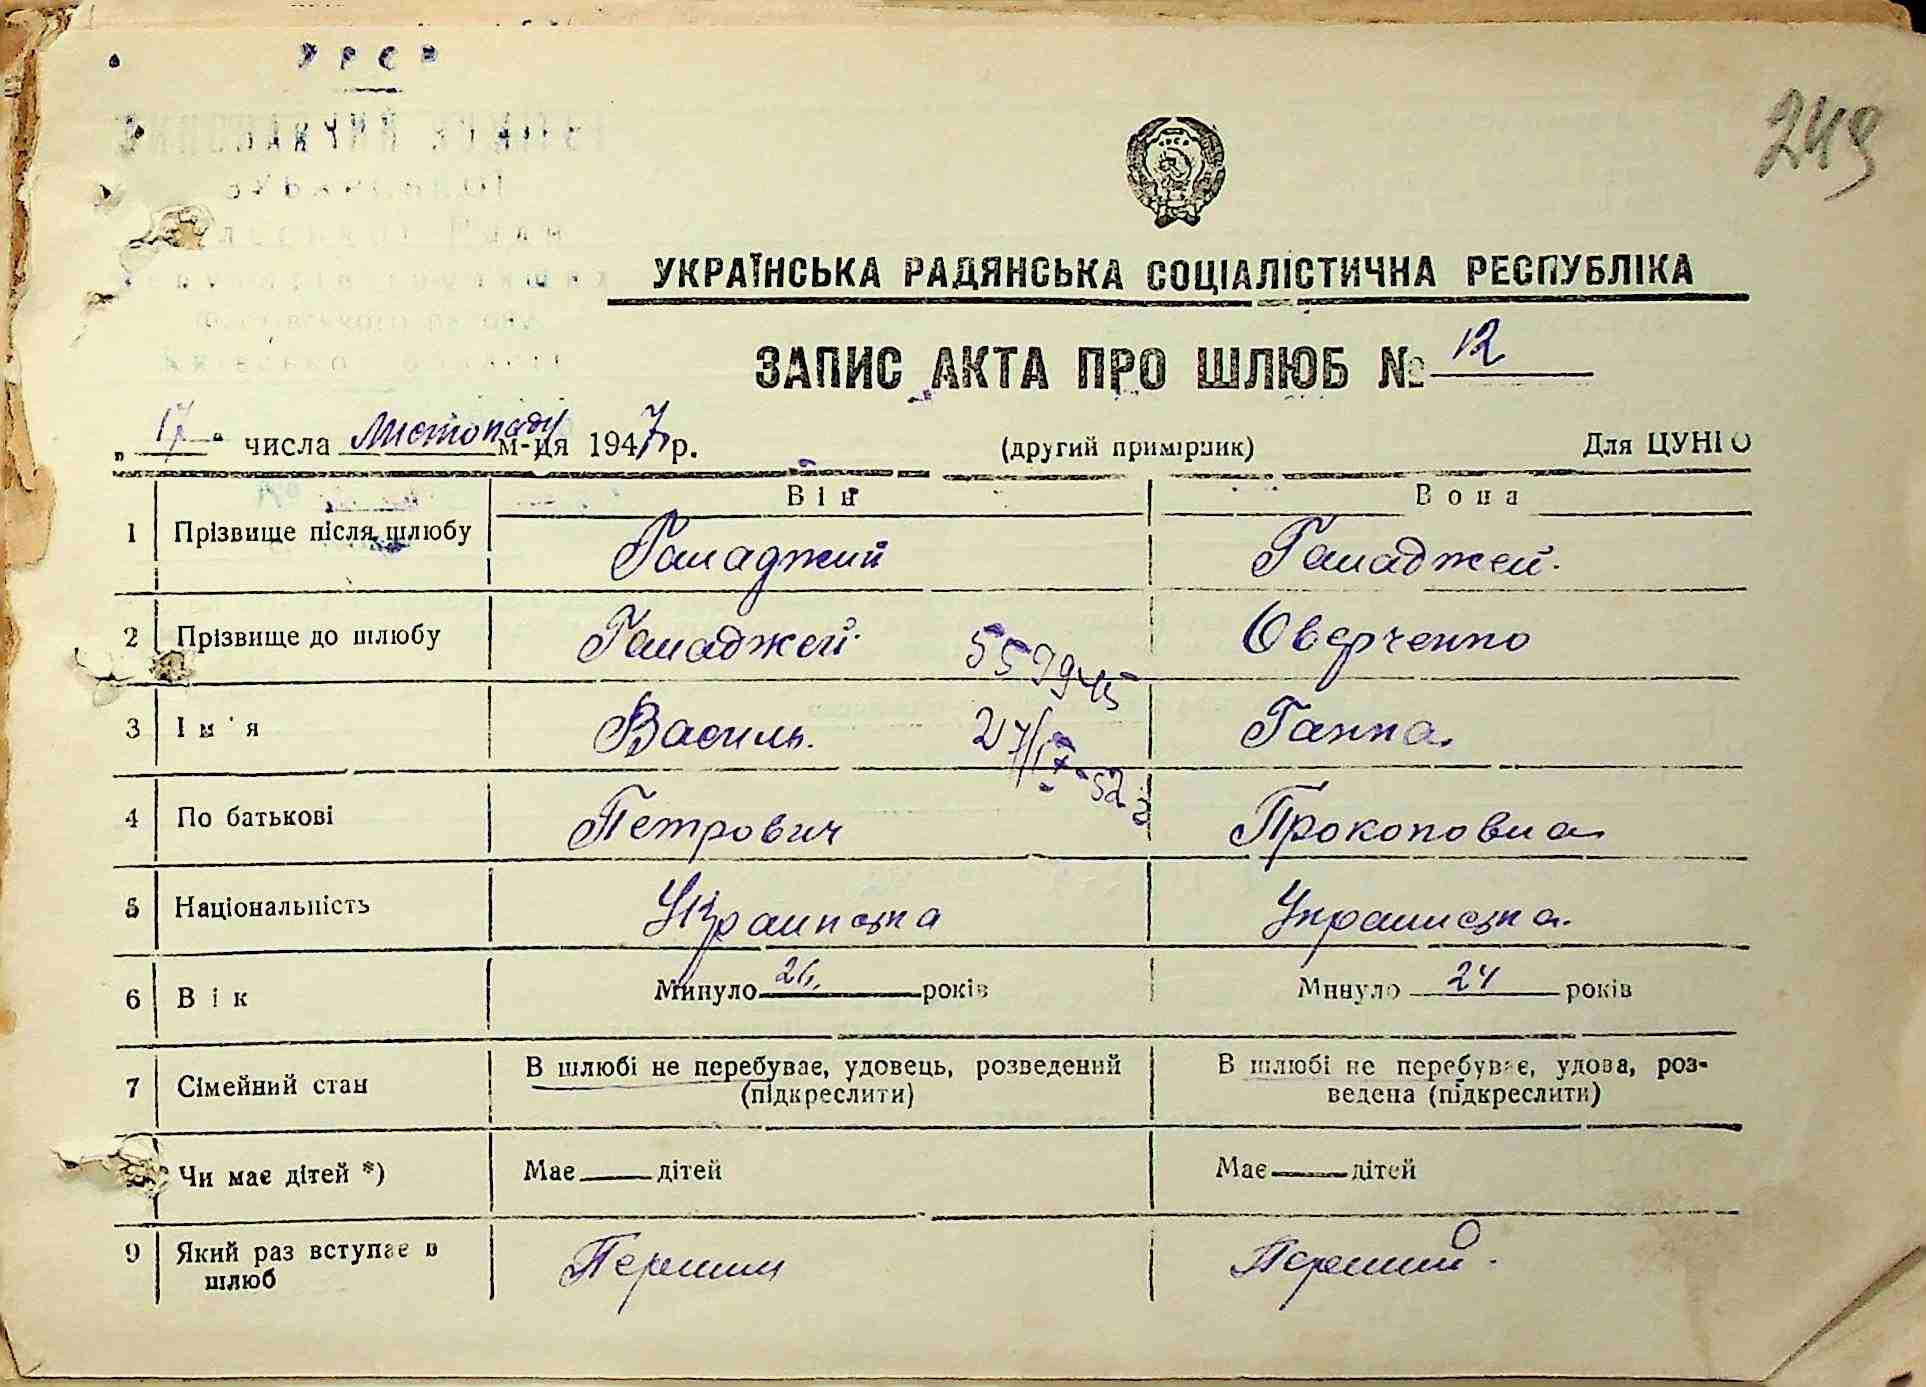 249
УКРАЇНСЬКА РАДЯНСЬКА СОЦІАЛІСТИЧНА РЕСПУБЛІКА
ЗАПИС АКТА ПРО ШЛЮБ № 12
„ 17 “ числа Листопаду м-ця 1947 р. (другий примірник) Для ЦУНГО
Він Вона
1 Прізвище після шлюбу Гамаджий Гамаджей.
2 Прізвище до шлюбу Гамаджей. Оверченко
559945
3 Ім'я Василь. Ганна.
27/IX-52 г
4 По батькові Петрович Прокоповна
5 Національність Украинська Украинська.
6 Вік Минуло 26 років Минуло 24 років
7 Сімейний стан В шлюбі не перебуває, удовець, розведений (підкреслити) В шлюбі не перебуває, удова, роз-
ведена (підкреслити)
Чи має дітей *) Має — дітей Має — дітей
9 Який раз вступає в Перший Перший.
шлюб